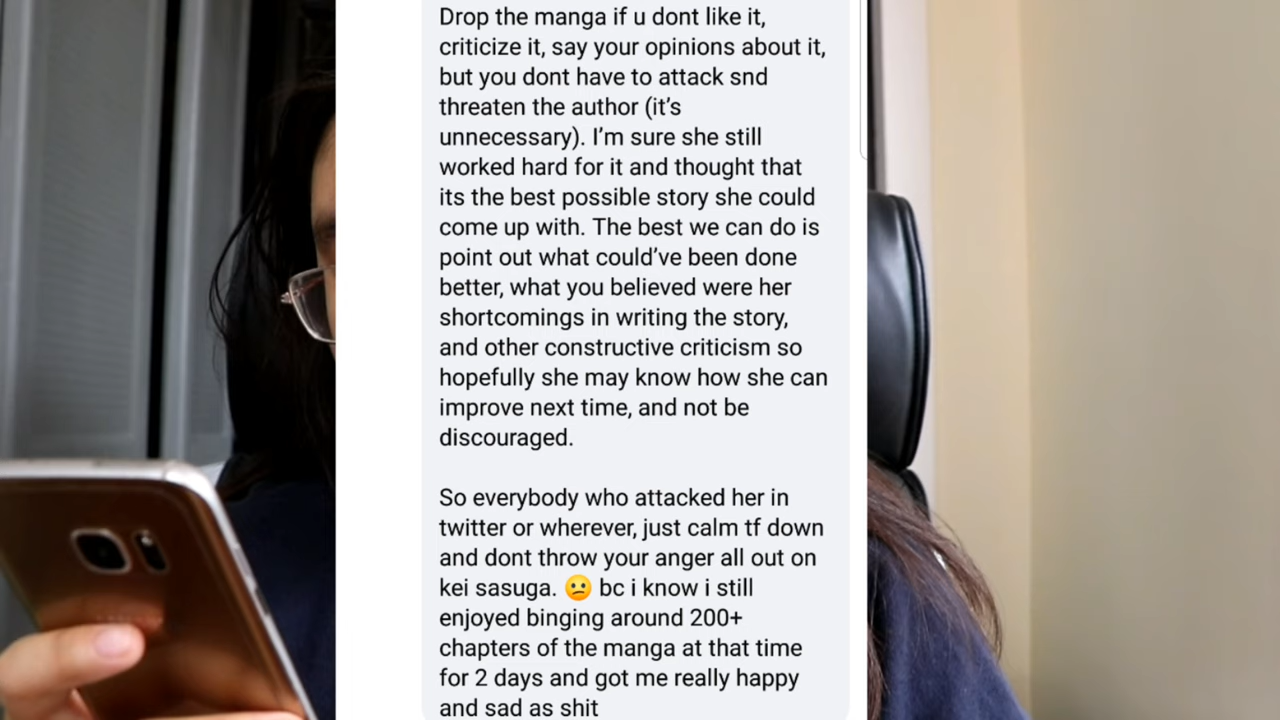 Drop the manga if u dont like it,
criticize it, say your opinions about it,
but you dont have to attack snd
threaten the author (it’s
unnecessary). I’m sure she still
worked hard for it and thought that
its the best possible story she could
come up with. The best we can do is
point out what could’ve been done
better, what you believed were her
shortcomings in writing the story,
and other constructive criticism so
hopefully she may know how she can
improve next time, and not be
discouraged.
So everybody who attacked her in
twitter or wherever, just calm tf down
and dont throw your anger all out on
kei sasuga. 😕 bc i know i still
enjoyed binging around 200+
chapters of the manga at that time
for 2 days and got me really happy
and sad as shit